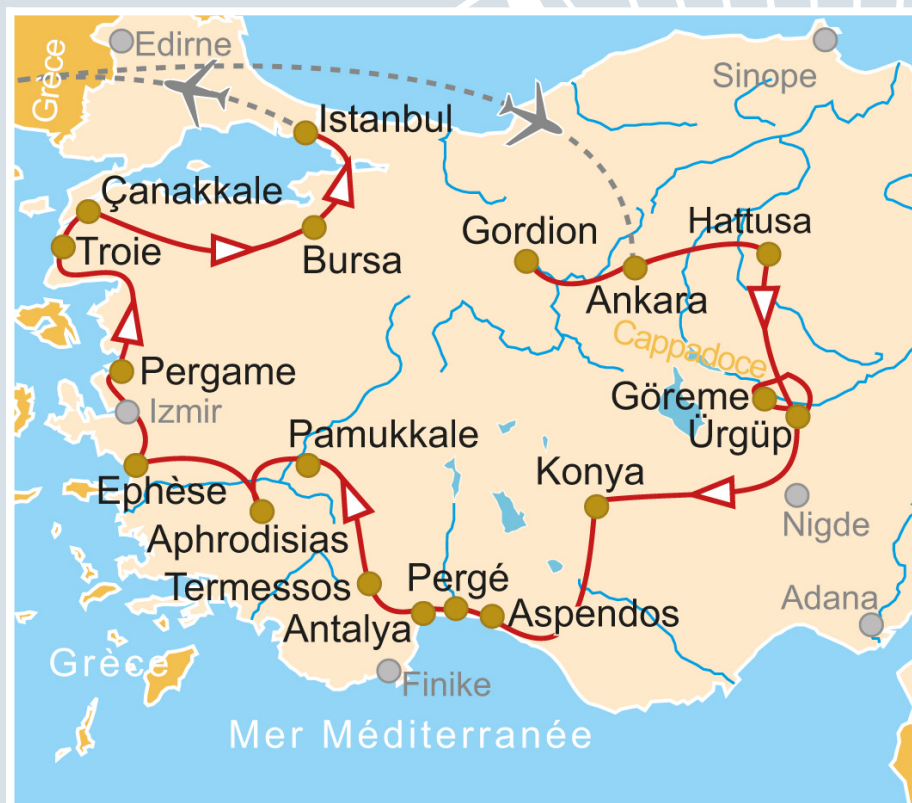 Edirne
Grèce
Sinope
Istanbul
Çanakkale
Troie
Bursa
Gordion
Hattusa
Ankara
Cappadoce
Pergame
Izmir
Göreme
Ürgüp
Pamukkale
Konya
Ephèse
Nigde
Aphrodisias
Termessos
Pergé
Antalya
Aspendos
Adana
Grèce
Finike
Mer Méditerranée